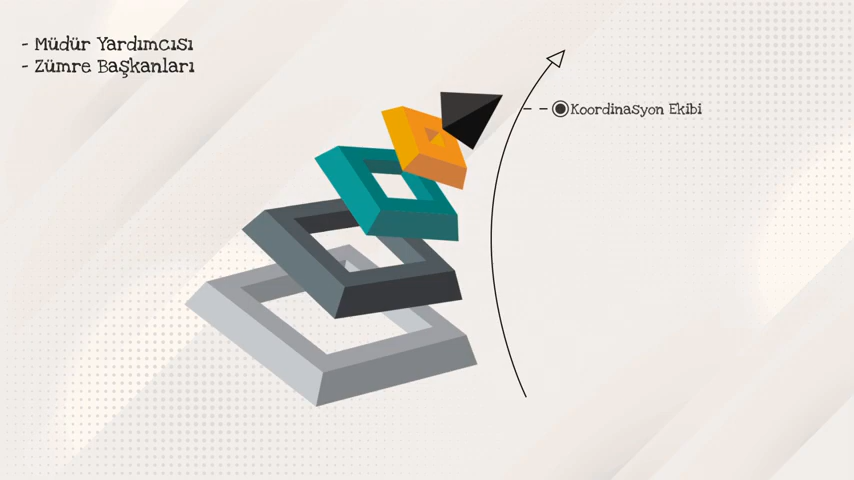 - Müdür Yardımcısı
- Zümre Başkanları
Koordinasyon Ekibi